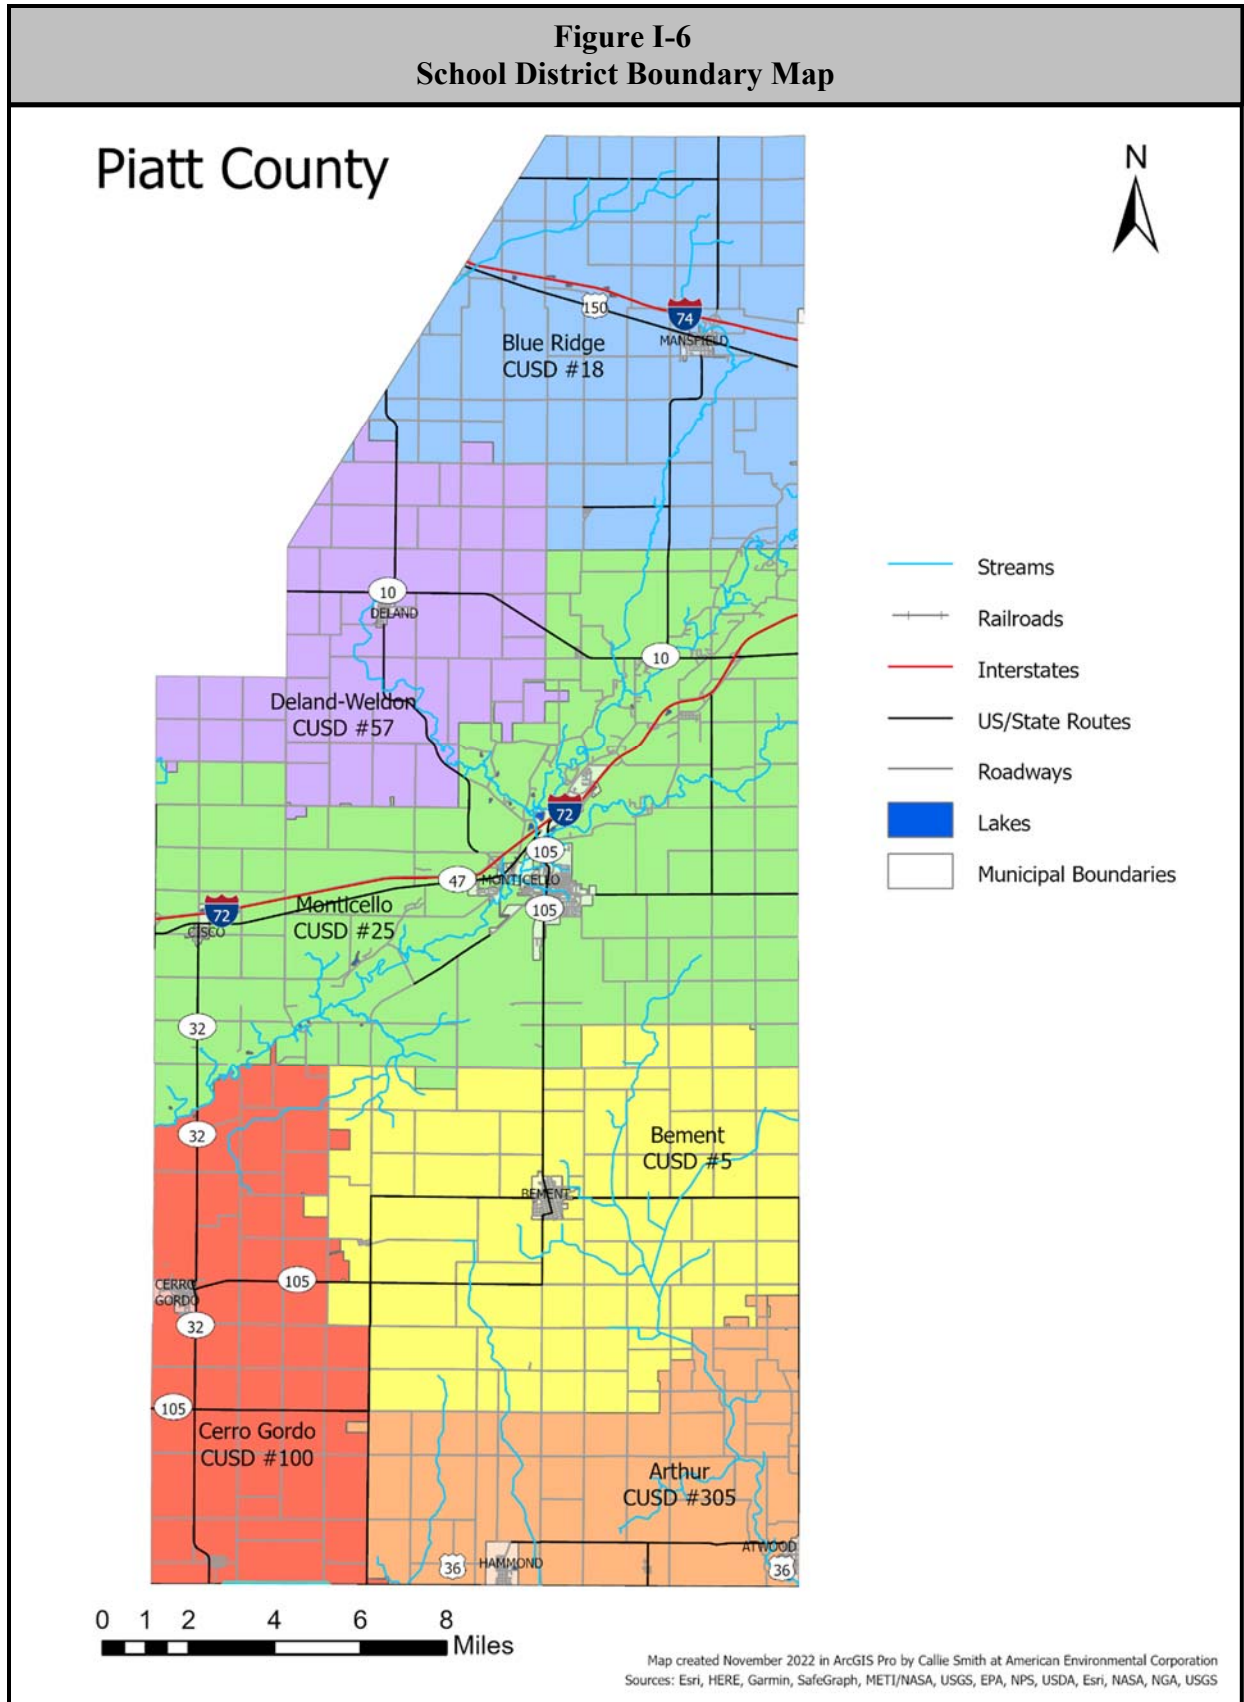 Figure I-6
School District Boundary Map
Piatt County
N
150
74
MANSFIELD
Blue Ridge
CUSD #18
10
DELAND
10
Deland-Weldon
CUSD #57
72
105
47
MONTICELLO
105
72
CISCO
Monticello
CUSD #25
32
32
Bement
CUSD #5
BEMENT
105
CERRO
GORDO
32
105
Cerro Gordo
CUSD #100
Arthur
CUSD #305
36
HAMMOND
ATWOOD
36
Streams
Railroads
Interstates
US/State Routes
Roadways
Lakes
Municipal Boundaries
0 1 2 4 6 8
Miles
Map created November 2022 in ArcGIS Pro by Callie Smith at American Environmental Corporation
Sources: Esri, HERE, Garmin, SafeGraph, METI/NASA, USGS, EPA, NPS, USDA, Esri, NASA, NGA, USGS